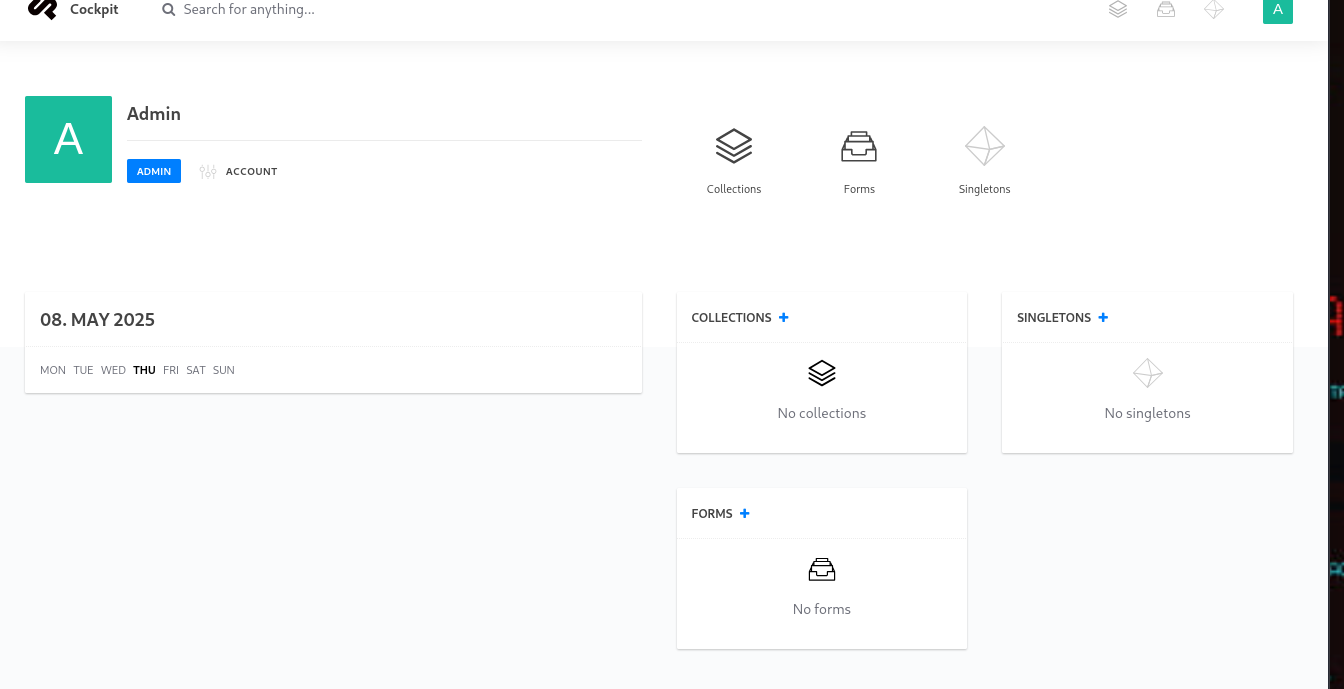 Cockpit
Search for anything...
A
A
Admin
ADMIN
ACCOUNT
Collections
Forms
Singletons
08. MAY 2025
MON TUE WED THU FRI SAT SUN
COLLECTIONS
No collections
SINGLETONS
No singletons
FORMS
No forms